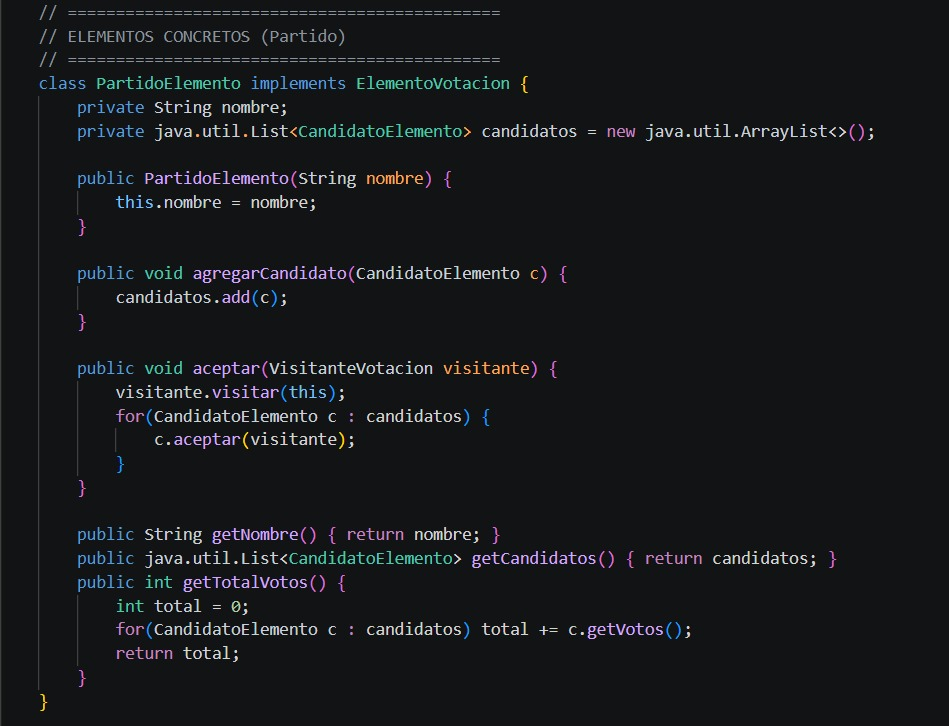 // =============================================
// ELEMENTOS CONCRETOS (Partido)
// =============================================
class PartidoElemento implements ElementoVotacion {
    private String nombre;
    private java.util.List<CandidatoElemento> candidatos = new java.util.ArrayList<>();

    public PartidoElemento(String nombre) {
        this.nombre = nombre;
    }

    public void agregarCandidato(CandidatoElemento c) {
        candidatos.add(c);
    }

    public void aceptar(VisitanteVotacion visitante) {
        visitante.visitar(this);
        for(CandidatoElemento c : candidatos) {
            c.aceptar(visitante);
        }
    }

    public String getNombre() { return nombre; }
    public java.util.List<CandidatoElemento> getCandidatos() { return candidatos; }
    public int getTotalVotos() {
        int total = 0;
        for(CandidatoElemento c : candidatos) total += c.getVotos();
        return total;
    }
}